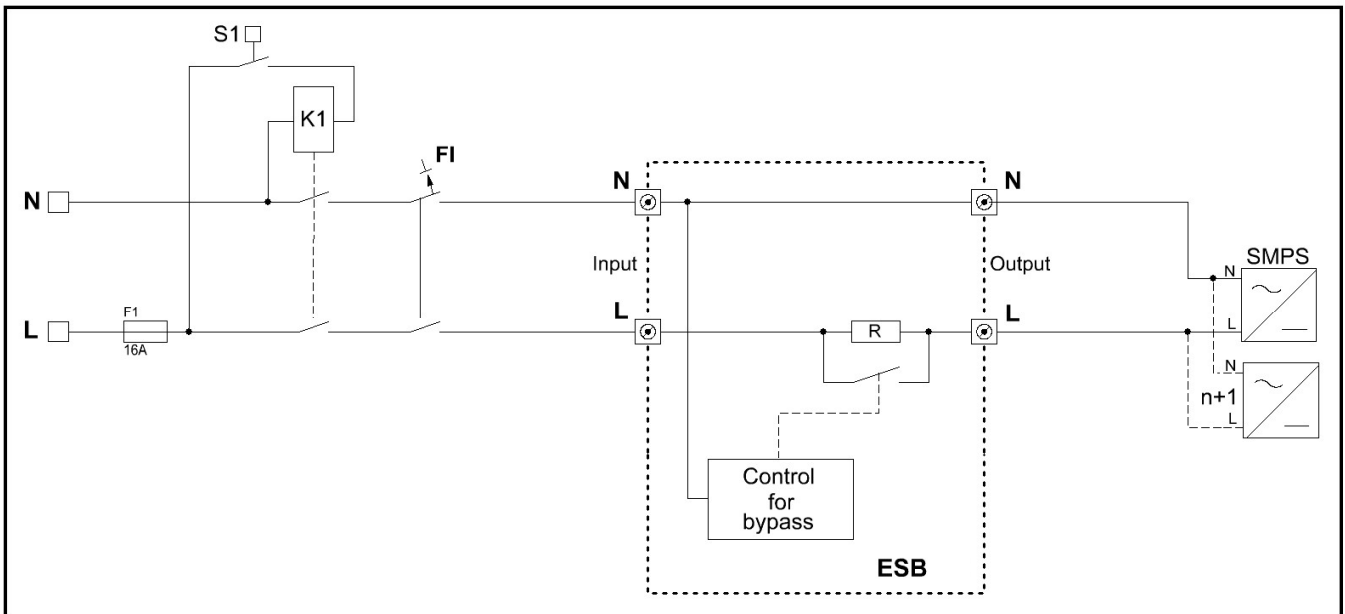 S1
K1
FI
N
N
N
SMPS
N
Input
Output
L
F1
L
L
L
R
16A
N
n+1
L
Control
for
bypass
ESB